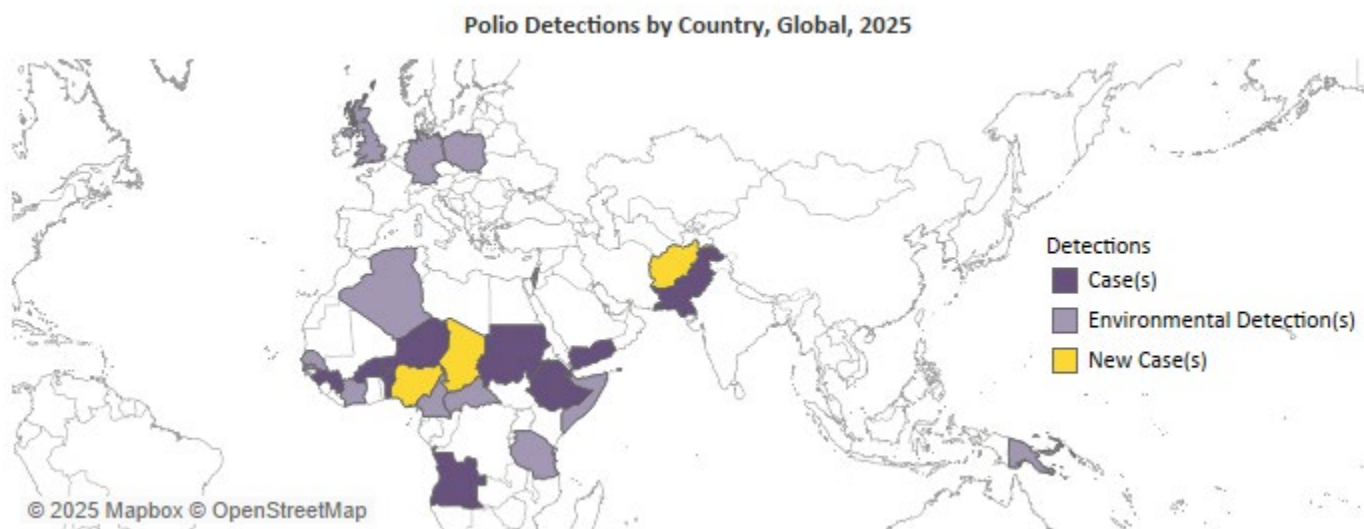 Polio Detections by Country, Global, 2025
Detections
Case(s)
Environmental Detection(s)
New Case(s)
© 2025 Mapbox © OpenStreetMap